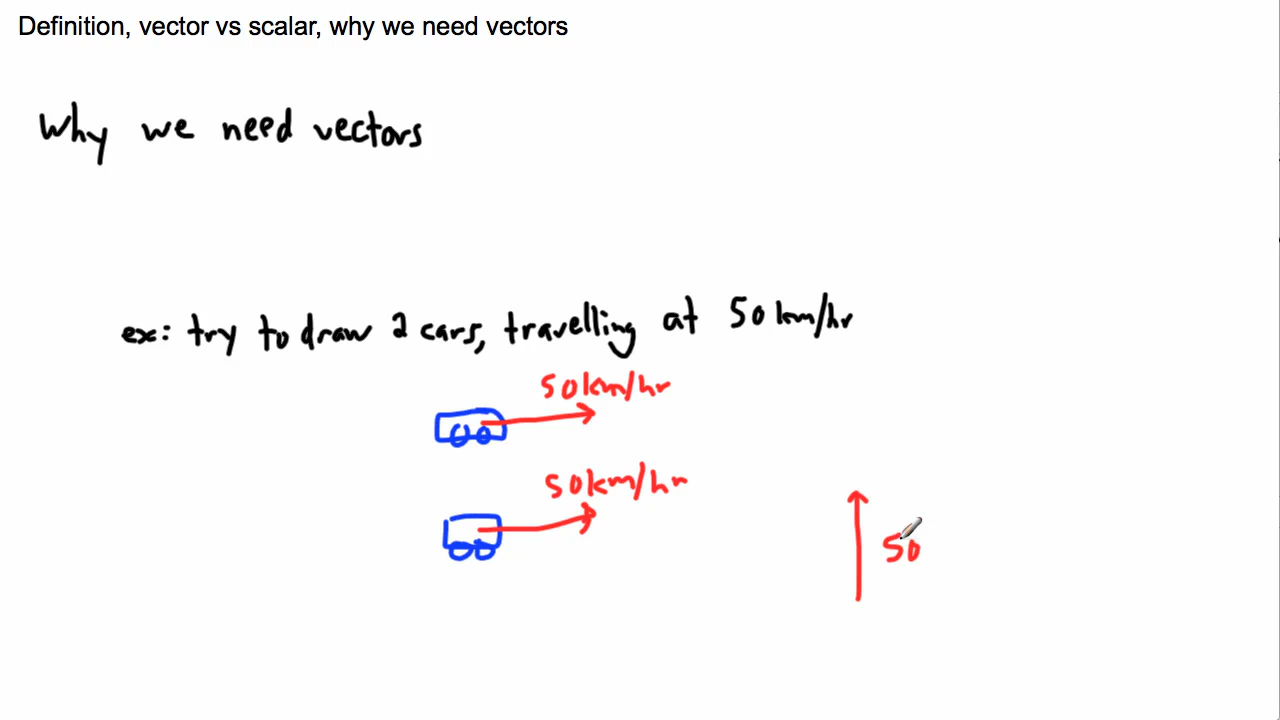 Definition, vector vs scalar, why we need vectors
Why we need vectors
ex: try to draw 2 cars, travelling at 50 km/hr
50km/hr
50km/hr
50